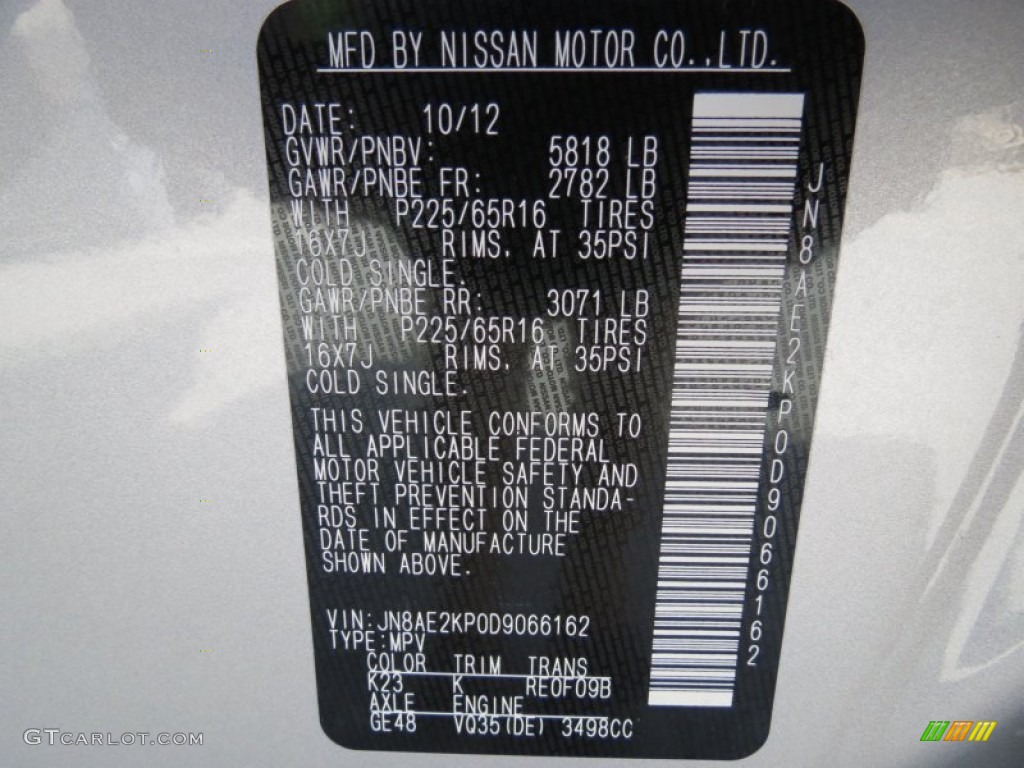 MFD BY NISSAN MOTOR CO.,LTD.
DATE: 10/12
GVWR/PNBV: 5818 LB
GAWR/PNBE FR: 2782 LB
WITH P225/65R16 TIRES
16X7J RIMS, AT 35PSI
COLD SINGLE.
GAWR/PNBE RR: 3071 LB
WITH P225/65R16 TIRES
16X7J RIMS, AT 35PSI
COLD SINGLE.
THIS VEHICLE CONFORMS TO
ALL APPLICABLE FEDERAL
MOTOR VEHICLE SAFETY AND
THEFT PREVENTION STANDA-
RDS IN EFFECT ON THE
DATE OF MANUFACTURE
SHOWN ABOVE.
VIN:JN8AE2KP0D9066162
TYPE:MPV
COLOR TRIM TRANS
K23 K RE0F09B
AXLE ENGINE
GE48 VQ35(DE) 3498CC
JN8AE2KP0D9066162
GTCARLOT.COM